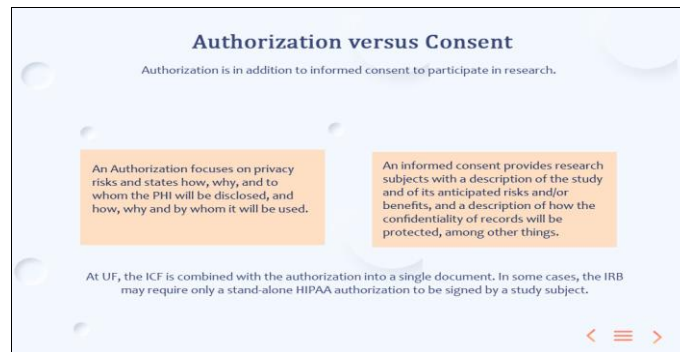 Authorization versus Consent
Authorization is in addition to informed consent to participate in research.
An Authorization focuses on privacy
risks and states how, why, and to
whom the PHI will be disclosed, and
how, why and by whom it will be used.
An informed consent provides research
subjects with a description of the study
and of its anticipated risks and/or
benefits, and a description of how the
confidentiality of records will be
protected, among other things.
At UF, the ICF is combined with the authorization into a single document. In some cases, the IRB
may require only a stand-alone HIPAA authorization to be signed by a study subject.